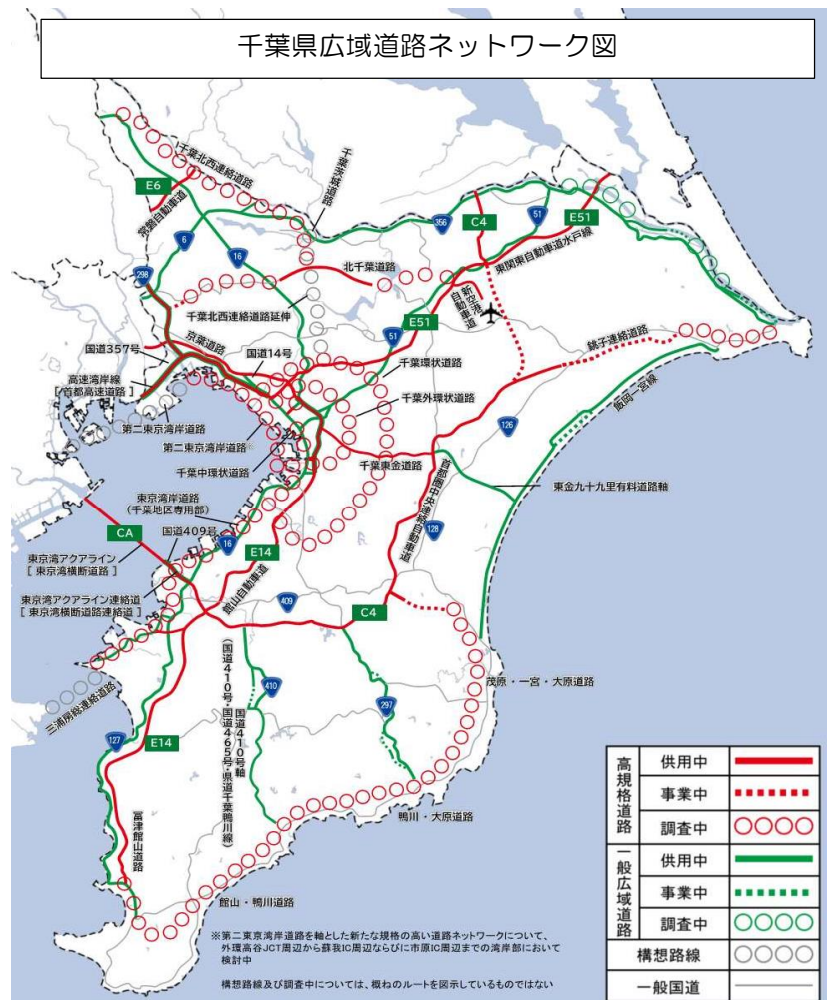 千葉県広域道路ネットワーク図
千葉北西連絡道路
千葉茨城道路
E6
常磐自動車道
6
16
356
C4
51
E51
東関東自動車道水戸線
298
北千葉道路
新空港自動車道
千葉北西連絡道路延伸
E51
51
京葉道路
国道357号
国道14号
銚子連絡道路
千葉環状道路
高速湾岸線
[首都高速道路]
千葉外環状道路
飯岡一宮線
第二東京湾岸道路
第二東京湾岸道路※
126
千葉中環状道路
千葉東金道路
首都圏中央連絡自動車道
東金九十九里有料道路軸
東京湾岸道路
(千葉地区専用部)
128
CA
国道409号
16
E14
館山自動車道
東京湾アクアライン
[東京湾横断道路]
東京湾アクアライン連絡道
[東京湾横断道路連絡道]
409
C4
茂原・一宮・大原道路
三浦房総連絡道路
410
297
国道410号軸
(国道410号・国道465号・県道千葉鴨川線)
127
E14
富津館山道路
鴨川・大原道路
館山・鴨川道路
※第二東京湾岸道路を軸とした新たな規格の高い道路ネットワークについて、
外環高谷JCT周辺から蘇我IC周辺ならびに市原IC周辺までの湾岸部において
検討中
構想路線及び調査中については、概ねのルートを図示しているものではない
高規格道路
供用中
事業中
調査中
一般広域道路
供用中
事業中
調査中
構想路線
一般国道